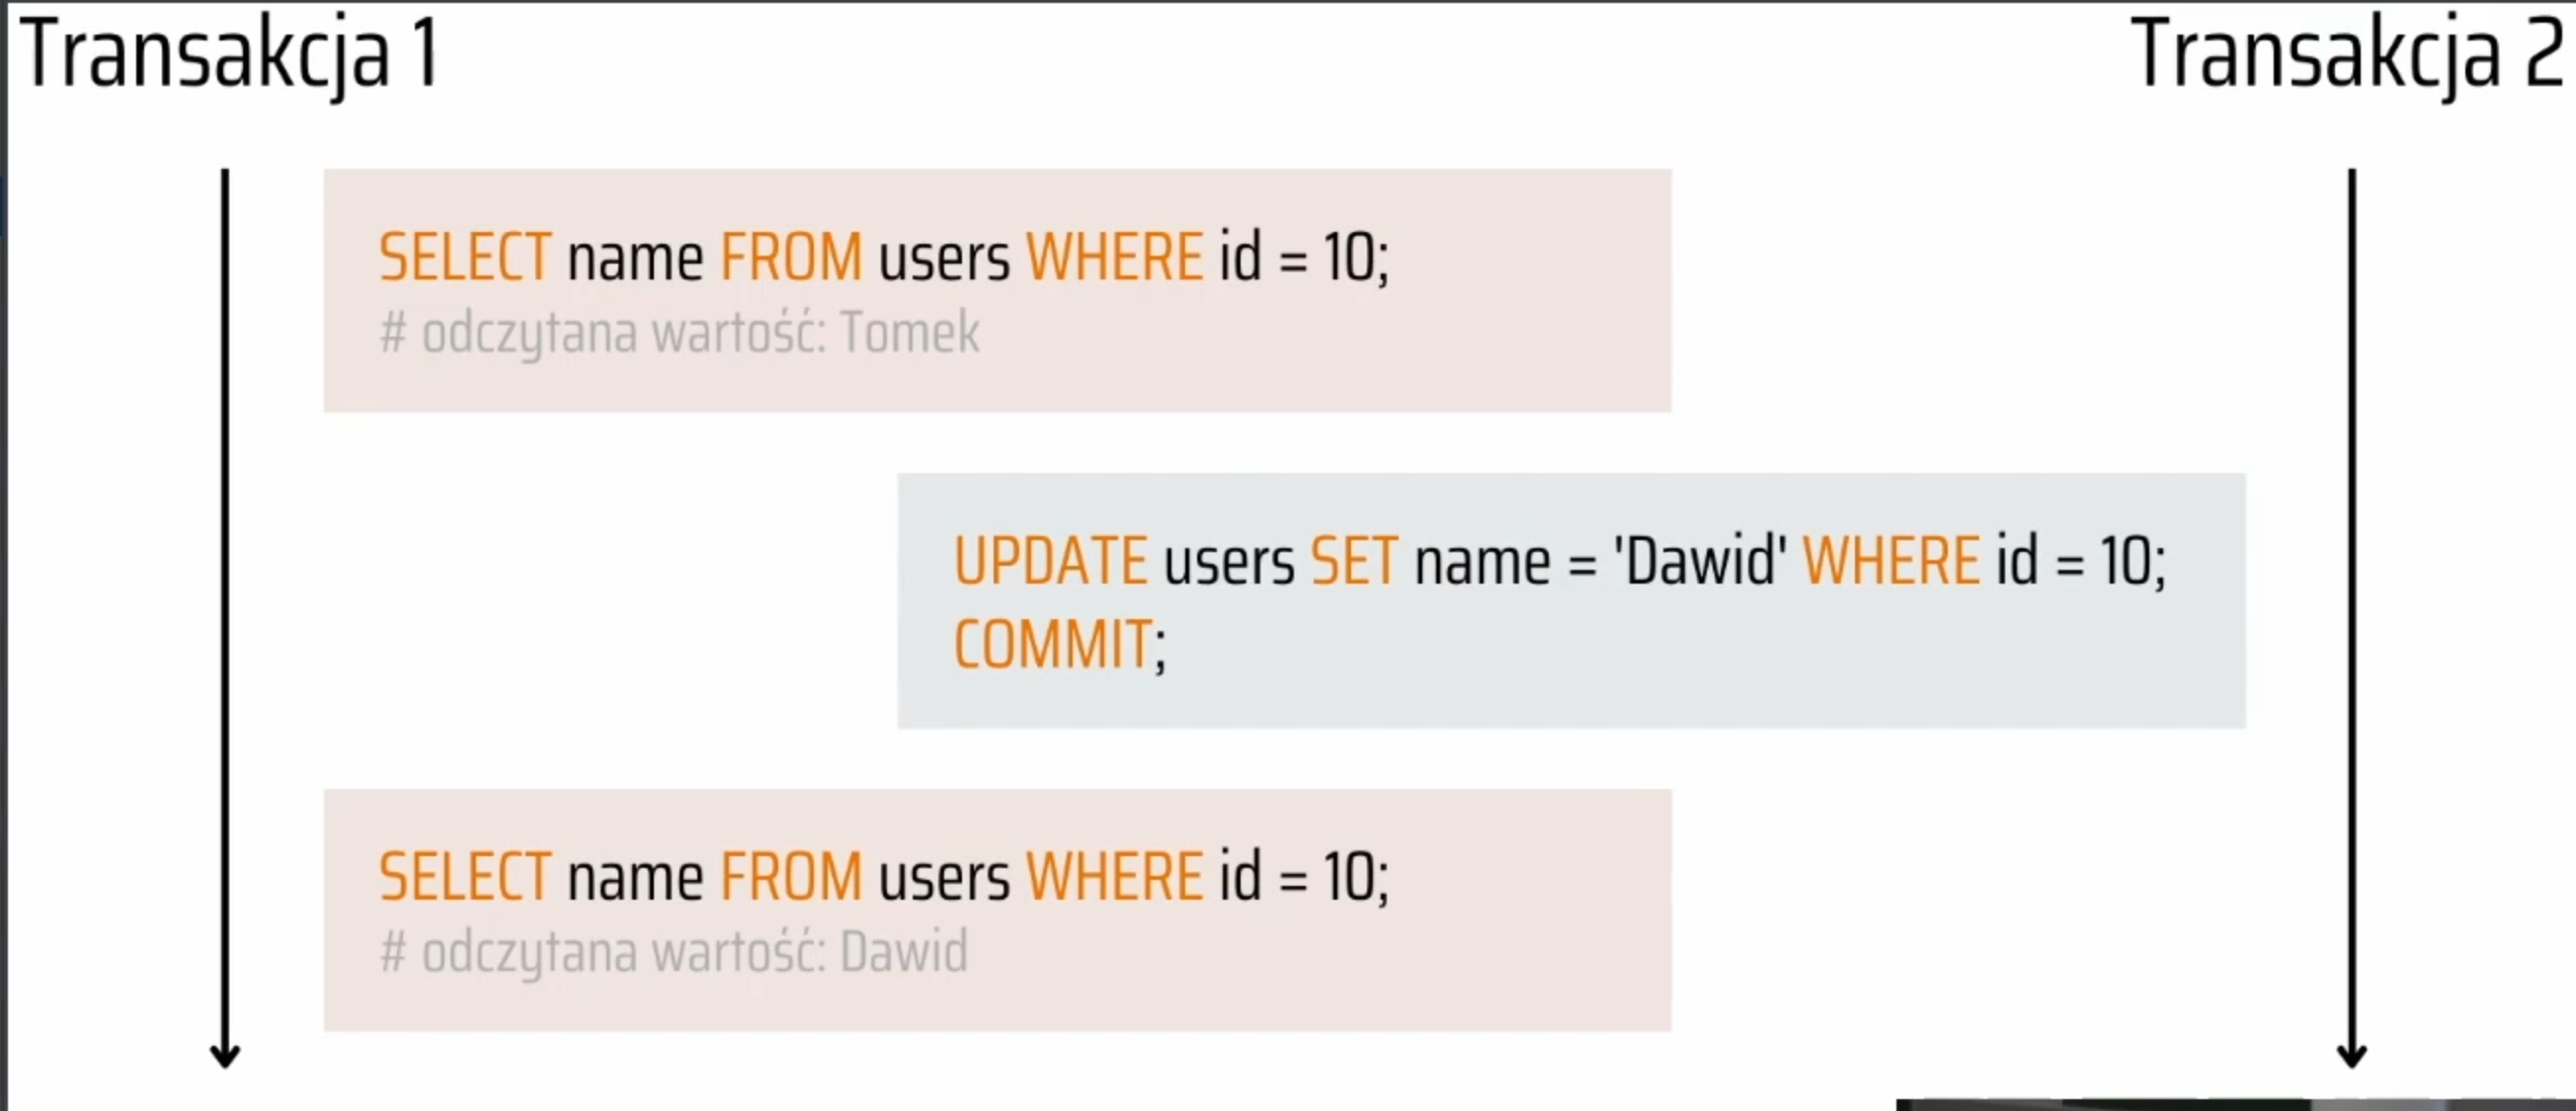 Transakcja 1
Transakcja 2
SELECT name FROM users WHERE id = 10;
# odczytana wartość: Tomek
UPDATE users SET name = 'Dawid' WHERE id = 10;
COMMIT;
SELECT name FROM users WHERE id = 10;
# odczytana wartość: Dawid